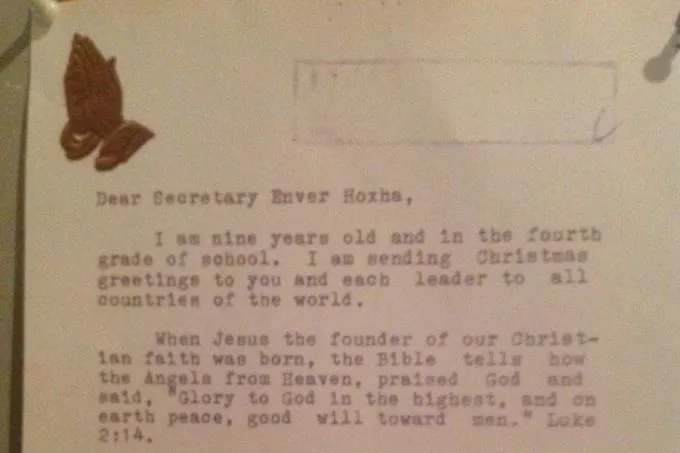 Dear Secretary Enver Hoxha,
I am nine years old and in the fourth
grade of school. I am sending Christmas
greetings to you and each leader to all
countries of the world.
When Jesus the founder of our Christ-
ian faith was born, the Bible tells how
the Angels from Heaven, praised God and
said, "Glory to God in the highest, and on
earth peace, good will toward men." Luke
2:14.